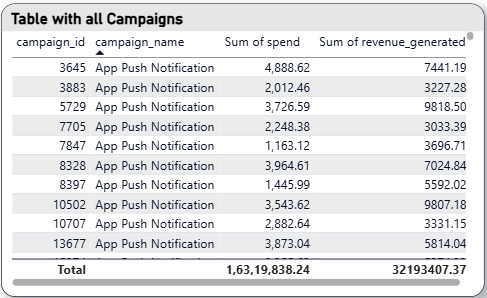 Table with all Campaigns
campaign_id campaign_name Sum of spend Sum of revenue_generated
3645 App Push Notification 4,888.62 7441.19
3883 App Push Notification 2,012.46 3227.28
5729 App Push Notification 3,726.59 9818.50
7705 App Push Notification 2,248.38 3033.39
7847 App Push Notification 1,163.12 3696.71
8328 App Push Notification 3,964.61 7024.84
8397 App Push Notification 1,445.99 5592.02
10502 App Push Notification 3,543.62 9807.18
10707 App Push Notification 2,882.64 3331.15
13677 App Push Notification 3,873.04 5814.04
Total 1,63,19,838.24 32193407.37